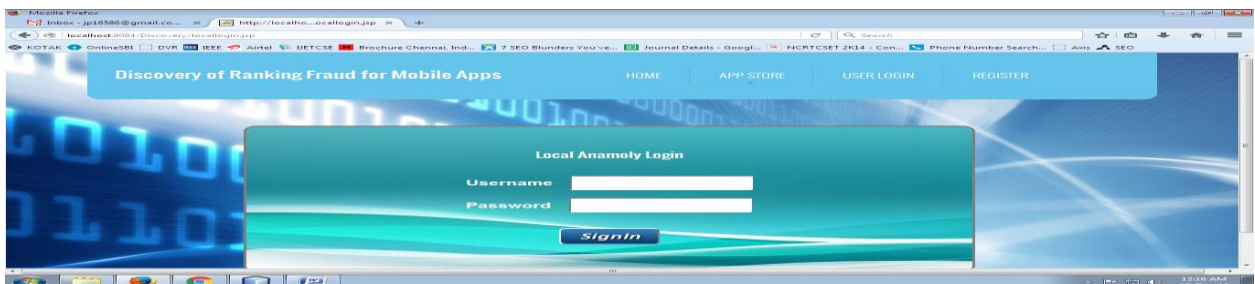 Mozilla Firefox
Inbox - jp16586@gmail.co... × http://localho...ocallogin.jsp × +
localhost:8084/Discovery/locallogin.jsp Search
KOTAK OnlineSBI DVR IEEE Airtel IJETCSE Brochure Chennai, Ind... 7 SEO Blunders You've... Journal Details - Googl... NCRTCSET 2K14 - Con... Phone Number Search... Axis SEO
Discovery of Ranking Fraud for Mobile Apps HOME APP STORE USER LOGIN REGISTER
Local Anamoly Login
Username
Password
SignIn
12:16 AM